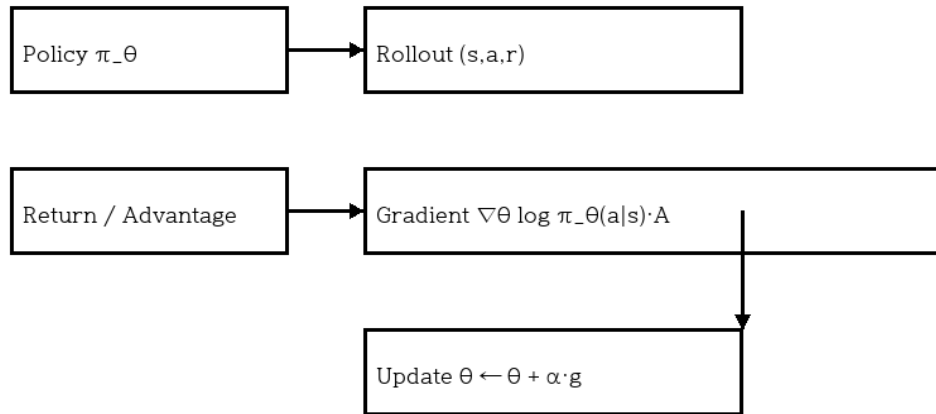 Policy π_θ
Rollout (s,a,r)
Return / Advantage
Gradient ∇θ log π_θ(a|s)·A
Update θ ← θ + α·g